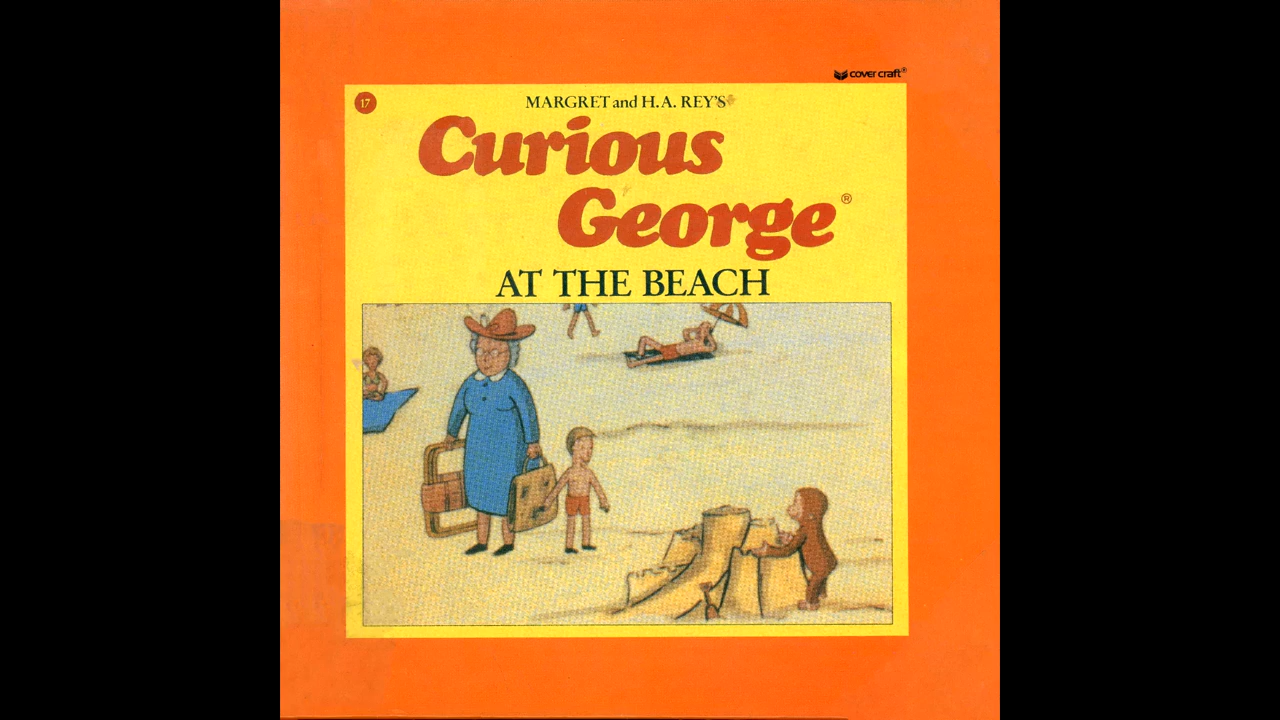 cover craft®
17
MARGRET and H.A. REY'S
Curious
George®
AT THE BEACH